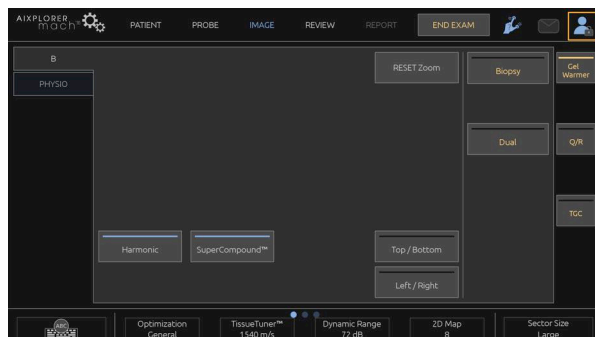 AIXPLORER
mach
PATIENT
PROBE
IMAGE
REVIEW
REPORT
END EXAM
B
PHYSIO
RESET Zoom
Biopsy
Gel
Warmer
Dual
Q/R
TGC
Harmonic
SuperCompound™
Top / Bottom
Left / Right
ABC
Optimization
General
TissueTuner™
1540 m/s
Dynamic Range
72 dB
2D Map
8
Sector Size
Large